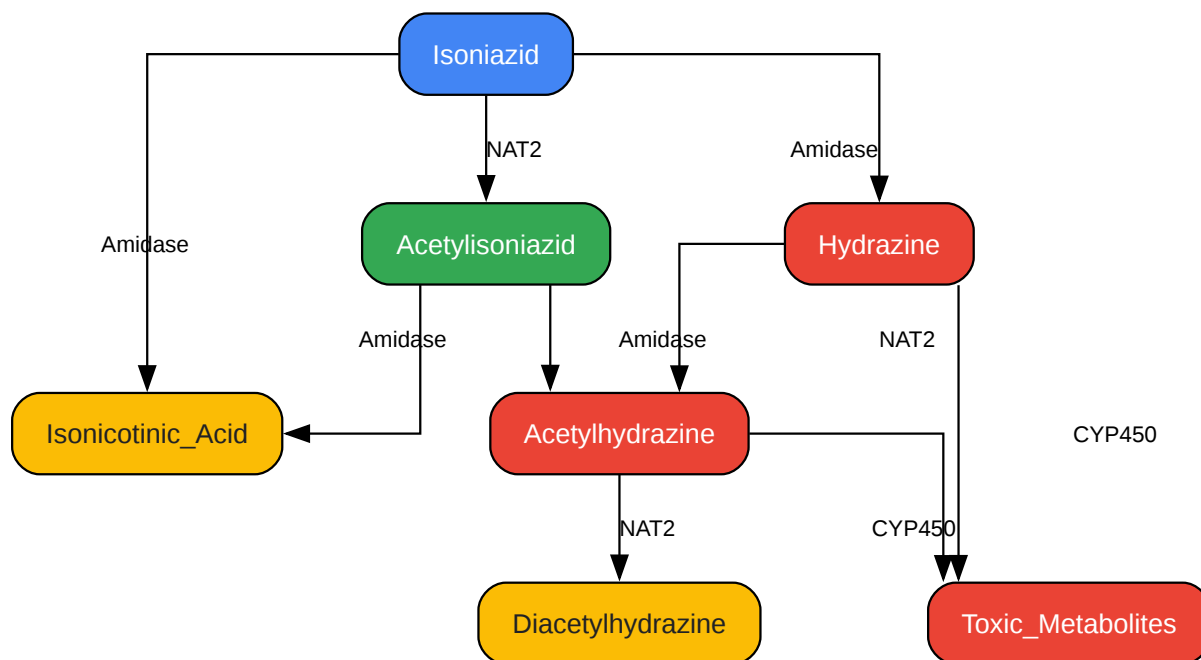 Isoniazid
NAT2
Amidase
Amidase
Acetylisoniazid
Hydrazine
Amidase
Amidase
NAT2
Isonicotinic_Acid
Acetylhydrazine
CYP450
NAT2
CYP450
Diacetylhydrazine
Toxic_Metabolites